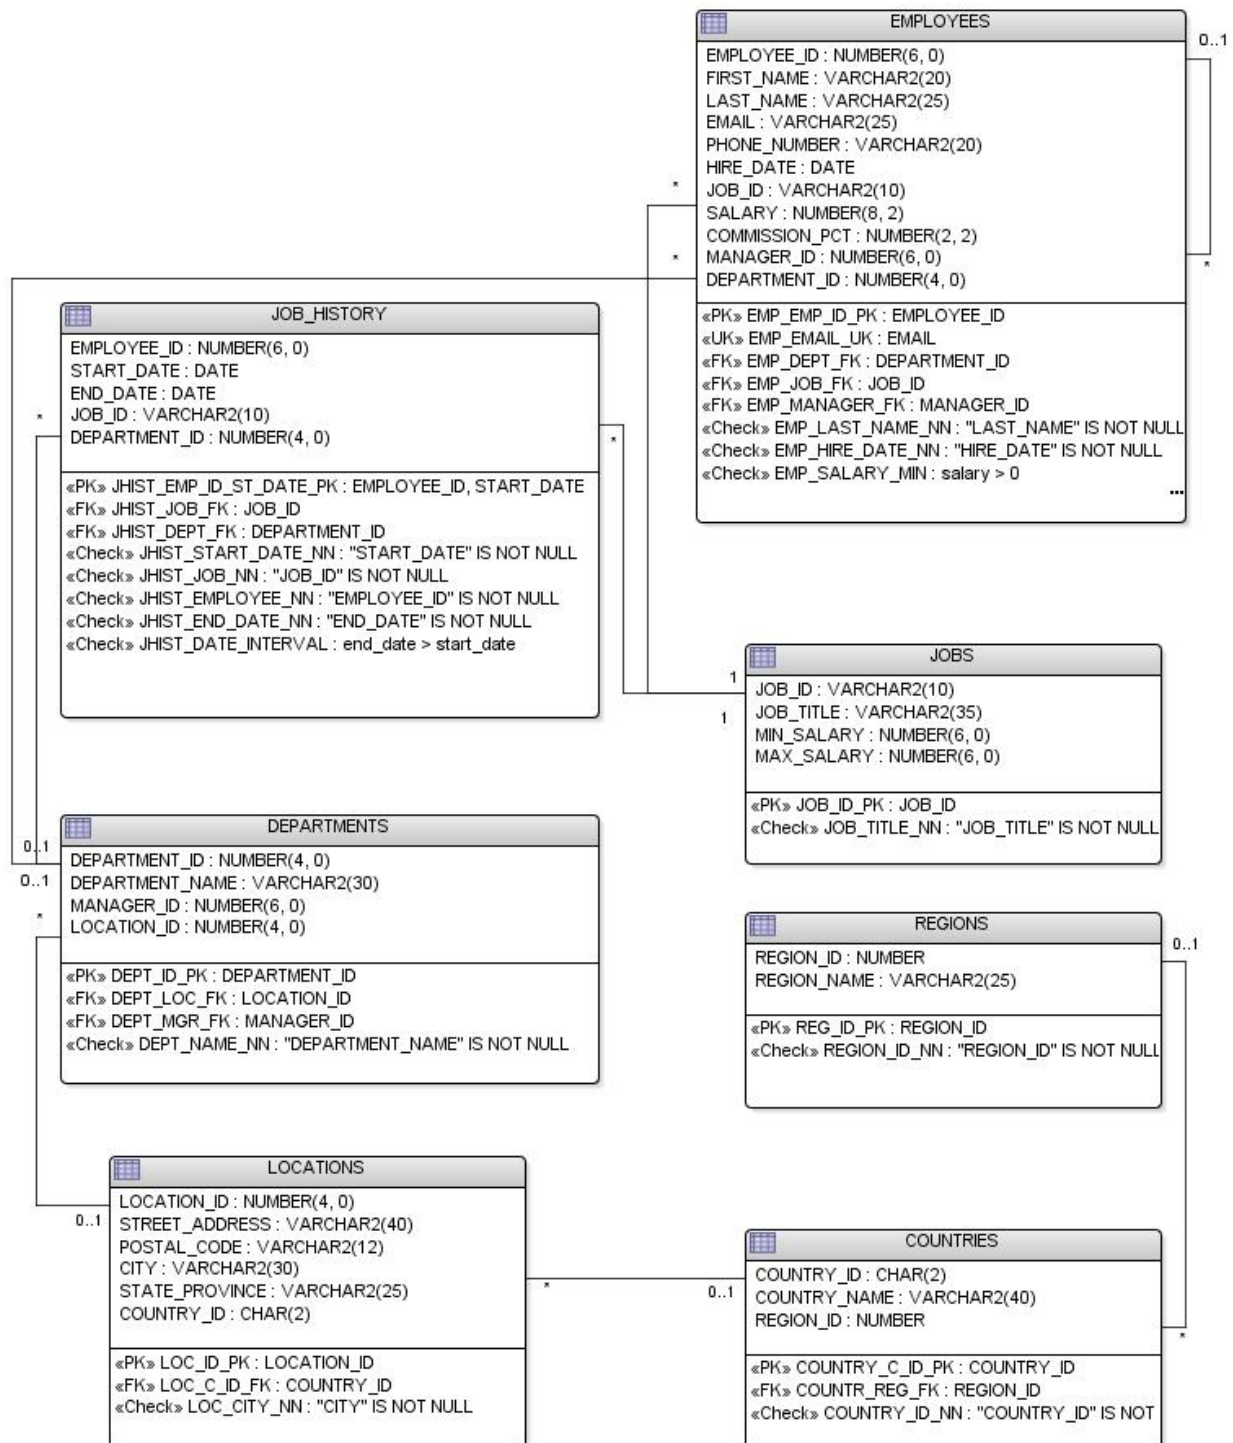 EMPLOYEES
0..1
EMPLOYEE_ID : NUMBER(6, 0)
FIRST_NAME : VARCHAR2(20)
LAST_NAME : VARCHAR2(25)
EMAIL : VARCHAR2(25)
PHONE_NUMBER : VARCHAR2(20)
HIRE_DATE : DATE
JOB_ID : VARCHAR2(10)
SALARY : NUMBER(8, 2)
COMMISSION_PCT : NUMBER(2, 2)
MANAGER_ID : NUMBER(6, 0)
DEPARTMENT_ID : NUMBER(4, 0)
*
*
*
«PK» EMP_EMP_ID_PK : EMPLOYEE_ID
«UK» EMP_EMAIL_UK : EMAIL
«FK» EMP_DEPT_FK : DEPARTMENT_ID
«FK» EMP_JOB_FK : JOB_ID
«FK» EMP_MANAGER_FK : MANAGER_ID
«Check» EMP_LAST_NAME_NN : "LAST_NAME" IS NOT NULL
«Check» EMP_HIRE_DATE_NN : "HIRE_DATE" IS NOT NULL
«Check» EMP_SALARY_MIN : salary > 0
...
JOB_HISTORY
EMPLOYEE_ID : NUMBER(6, 0)
START_DATE : DATE
END_DATE : DATE
JOB_ID : VARCHAR2(10)
DEPARTMENT_ID : NUMBER(4, 0)
*
*
«PK» JHIST_EMP_ID_ST_DATE_PK : EMPLOYEE_ID, START_DATE
«FK» JHIST_JOB_FK : JOB_ID
«FK» JHIST_DEPT_FK : DEPARTMENT_ID
«Check» JHIST_START_DATE_NN : "START_DATE" IS NOT NULL
«Check» JHIST_JOB_NN : "JOB_ID" IS NOT NULL
«Check» JHIST_EMPLOYEE_NN : "EMPLOYEE_ID" IS NOT NULL
«Check» JHIST_END_DATE_NN : "END_DATE" IS NOT NULL
«Check» JHIST_DATE_INTERVAL : end_date > start_date
JOBS
1
1
JOB_ID : VARCHAR2(10)
JOB_TITLE : VARCHAR2(35)
MIN_SALARY : NUMBER(6, 0)
MAX_SALARY : NUMBER(6, 0)
«PK» JOB_ID_PK : JOB_ID
«Check» JOB_TITLE_NN : "JOB_TITLE" IS NOT NULL
DEPARTMENTS
0..1
0..1
*
DEPARTMENT_ID : NUMBER(4, 0)
DEPARTMENT_NAME : VARCHAR2(30)
MANAGER_ID : NUMBER(6, 0)
LOCATION_ID : NUMBER(4, 0)
«PK» DEPT_ID_PK : DEPARTMENT_ID
«FK» DEPT_LOC_FK : LOCATION_ID
«FK» DEPT_MGR_FK : MANAGER_ID
«Check» DEPT_NAME_NN : "DEPARTMENT_NAME" IS NOT NULL
REGIONS
0..1
REGION_ID : NUMBER
REGION_NAME : VARCHAR2(25)
«PK» REG_ID_PK : REGION_ID
«Check» REGION_ID_NN : "REGION_ID" IS NOT NULL
LOCATIONS
0..1
LOCATION_ID : NUMBER(4, 0)
STREET_ADDRESS : VARCHAR2(40)
POSTAL_CODE : VARCHAR2(12)
CITY : VARCHAR2(30)
STATE_PROVINCE : VARCHAR2(25)
COUNTRY_ID : CHAR(2)
*
«PK» LOC_ID_PK : LOCATION_ID
«FK» LOC_C_ID_FK : COUNTRY_ID
«Check» LOC_CITY_NN : "CITY" IS NOT NULL
COUNTRIES
0..1
COUNTRY_ID : CHAR(2)
COUNTRY_NAME : VARCHAR2(40)
REGION_ID : NUMBER
*
«PK» COUNTRY_C_ID_PK : COUNTRY_ID
«FK» COUNTR_REG_FK : REGION_ID
«Check» COUNTRY_ID_NN : "COUNTRY_ID" IS NOT